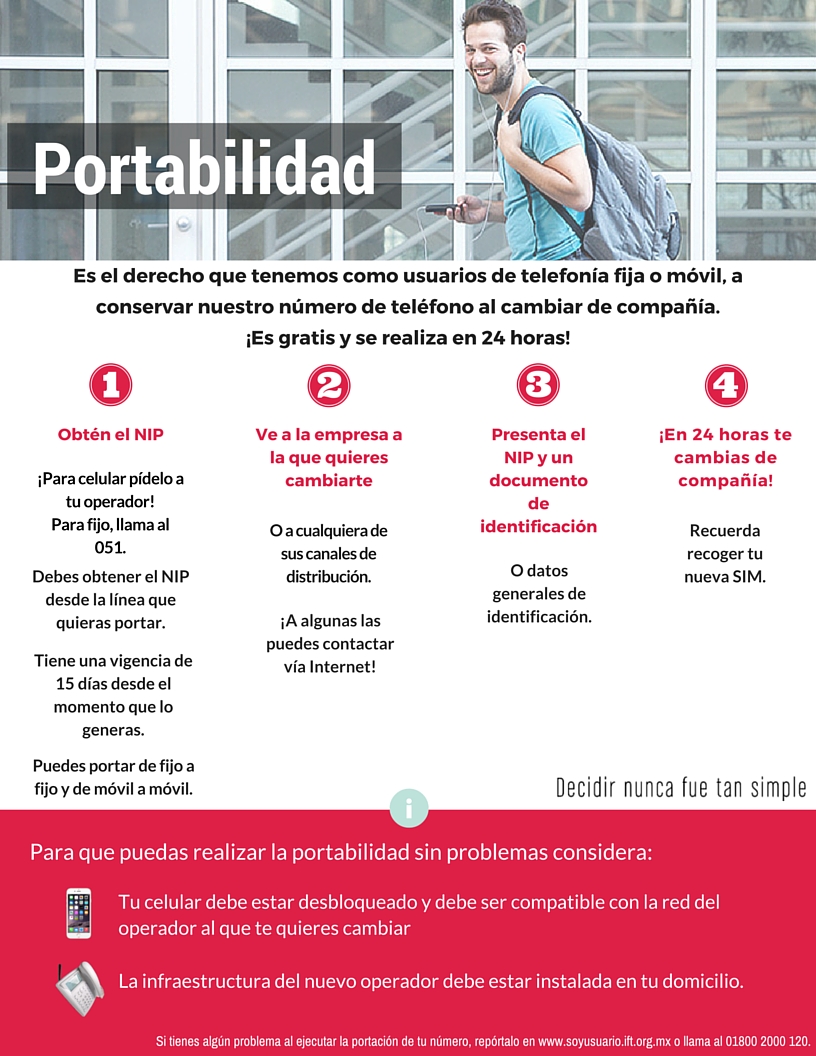 Portabilidad
Es el derecho que tenemos como usuarios de telefonía fija o móvil, a
conservar nuestro número de teléfono al cambiar de compañía.
¡Es gratis y se realiza en 24 horas!
1
Obtén el NIP
¡Para celular pídelo a
tu operador!
Para fijo, llama al
051.
Debes obtener el NIP
desde la línea que
quieras portar.
Tiene una vigencia de
15 días desde el
momento que lo
generas.
Puedes portar de fijo a
fijo y de móvil a móvil.
2
Ve a la empresa a
la que quieres
cambiarte
O a cualquiera de
sus canales de
distribución.
¡A algunas las
puedes contactar
vía Internet!
3
Presenta el
NIP y un
documento
de
identificación
O datos
generales de
identificación.
4
¡En 24 horas te
cambias de
compañía!
Recuerda
recoger tu
nueva SIM.
Decidir nunca fue tan simple
i
Para que puedas realizar la portabilidad sin problemas considera:
Tu celular debe estar desbloqueado y debe ser compatible con la red del
operador al que te quieres cambiar
La infraestructura del nuevo operador debe estar instalada en tu domicilio.
Si tienes algún problema al ejecutar la portación de tu número, repórtalo en www.soyusuario.ift.org.mx o llama al 01800 2000 120.